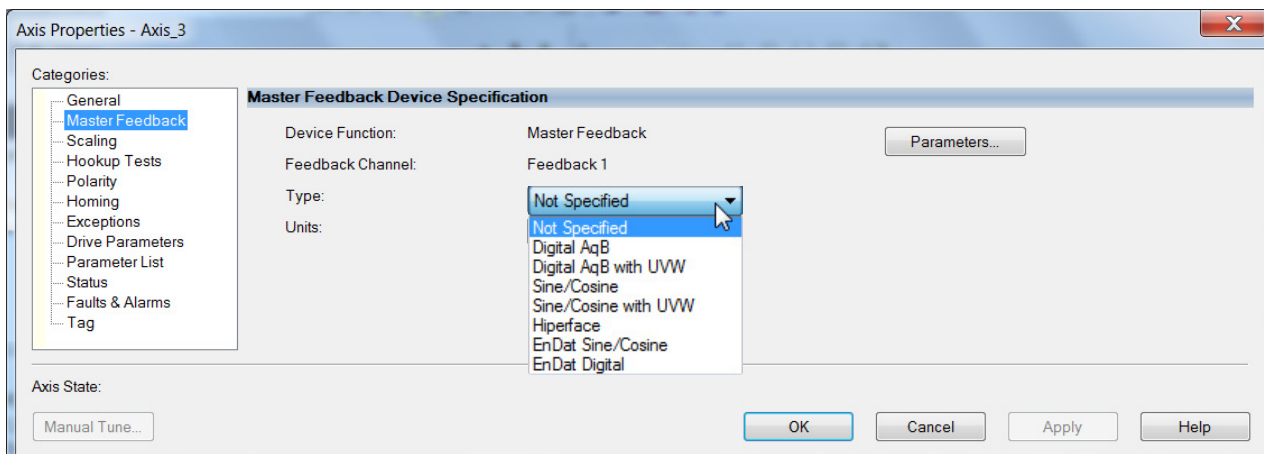 Axis Properties - Axis_3
X
Categories:
General
Master Feedback
Scaling
Hookup Tests
Polarity
Homing
Exceptions
Drive Parameters
Parameter List
Status
Faults & Alarms
Tag
Master Feedback Device Specification
Device Function: Master Feedback
Parameters...
Feedback Channel: Feedback 1
Type: Not Specified
Units:
Not Specified
Digital AqB
Digital AqB with UVW
Sine/Cosine
Sine/Cosine with UVW
Hiperface
EnDat Sine/Cosine
EnDat Digital
Axis State:
Manual Tune... OK Cancel Apply Help